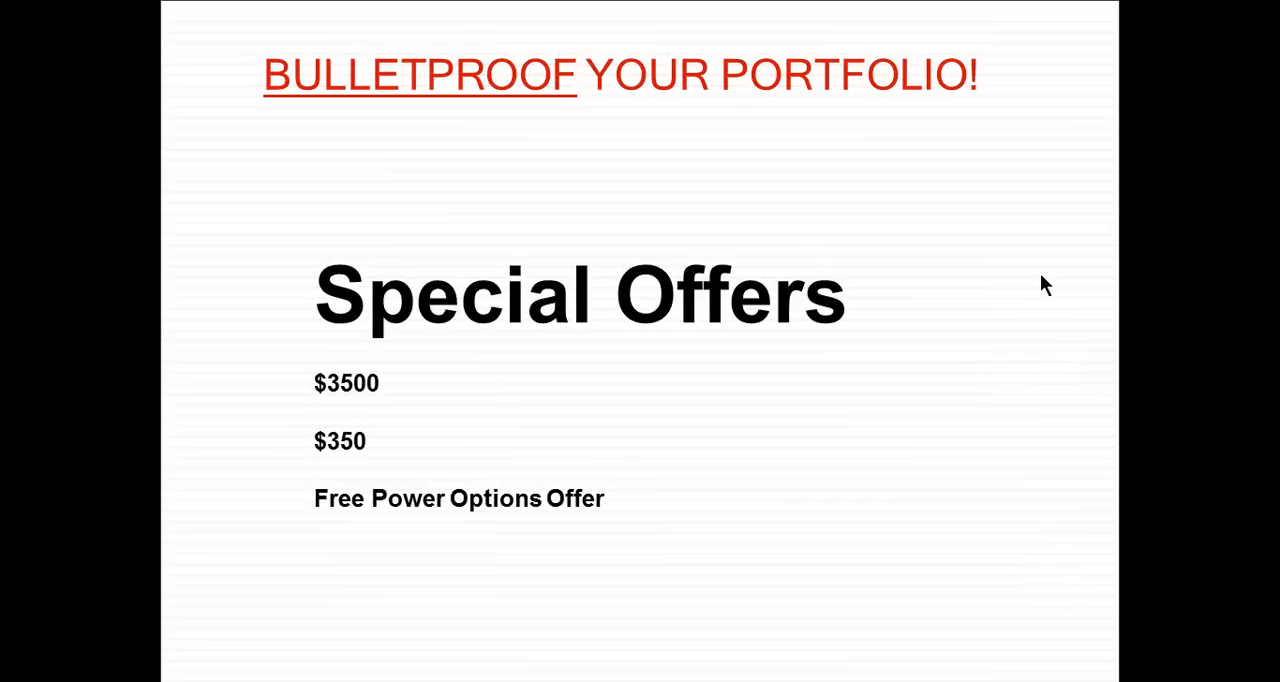 BULLETPROOF YOUR PORTFOLIO!
Special Offers
$3500
$350
Free Power Options Offer